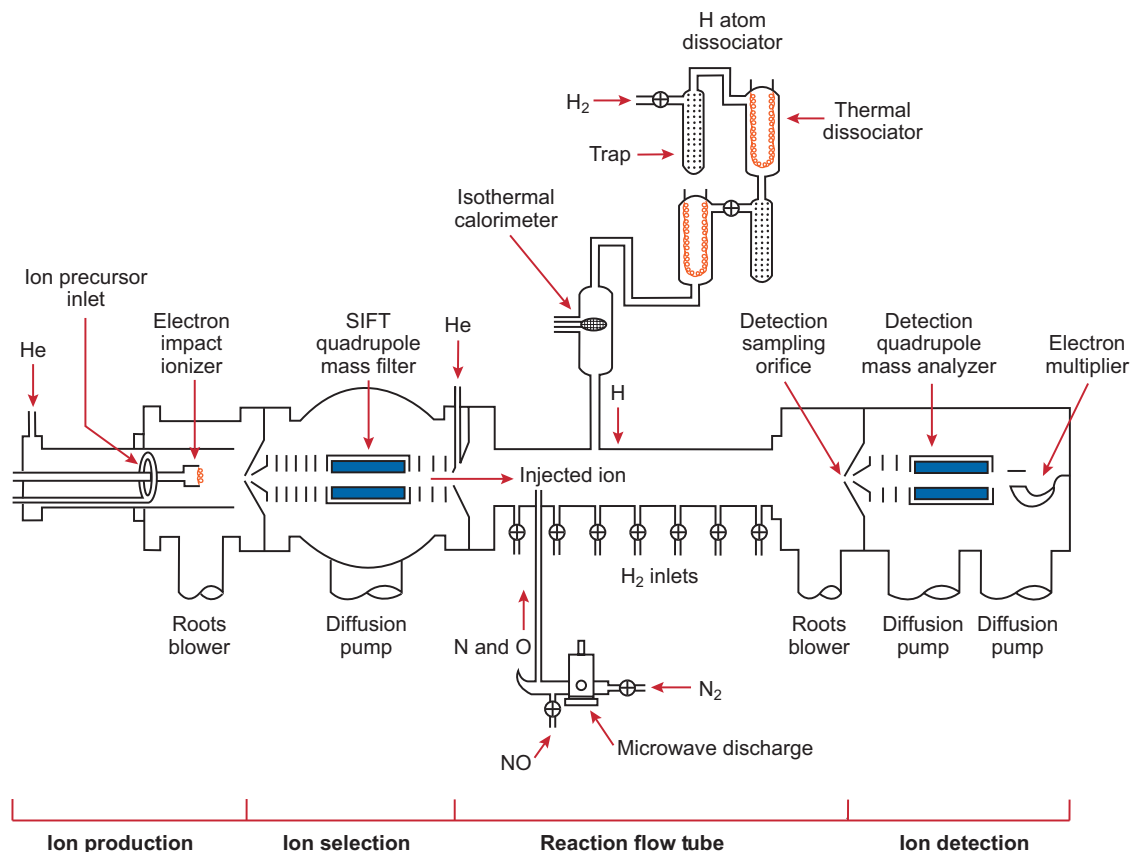 H atom
dissociator
H2
Thermal
dissociator
Trap
Isothermal
calorimeter
Ion precursor
inlet
Electron
impact
ionizer
SIFT
quadrupole
mass filter
He
He
Detection
sampling
orifice
Detection
quadrupole
mass analyzer
Electron
multiplier
H
Injected ion
H2 inlets
Roots
blower
Diffusion
pump
N and O
Roots
blower
Diffusion
pump
Diffusion
pump
N2
NO
Microwave discharge
Ion production
Ion selection
Reaction flow tube
Ion detection